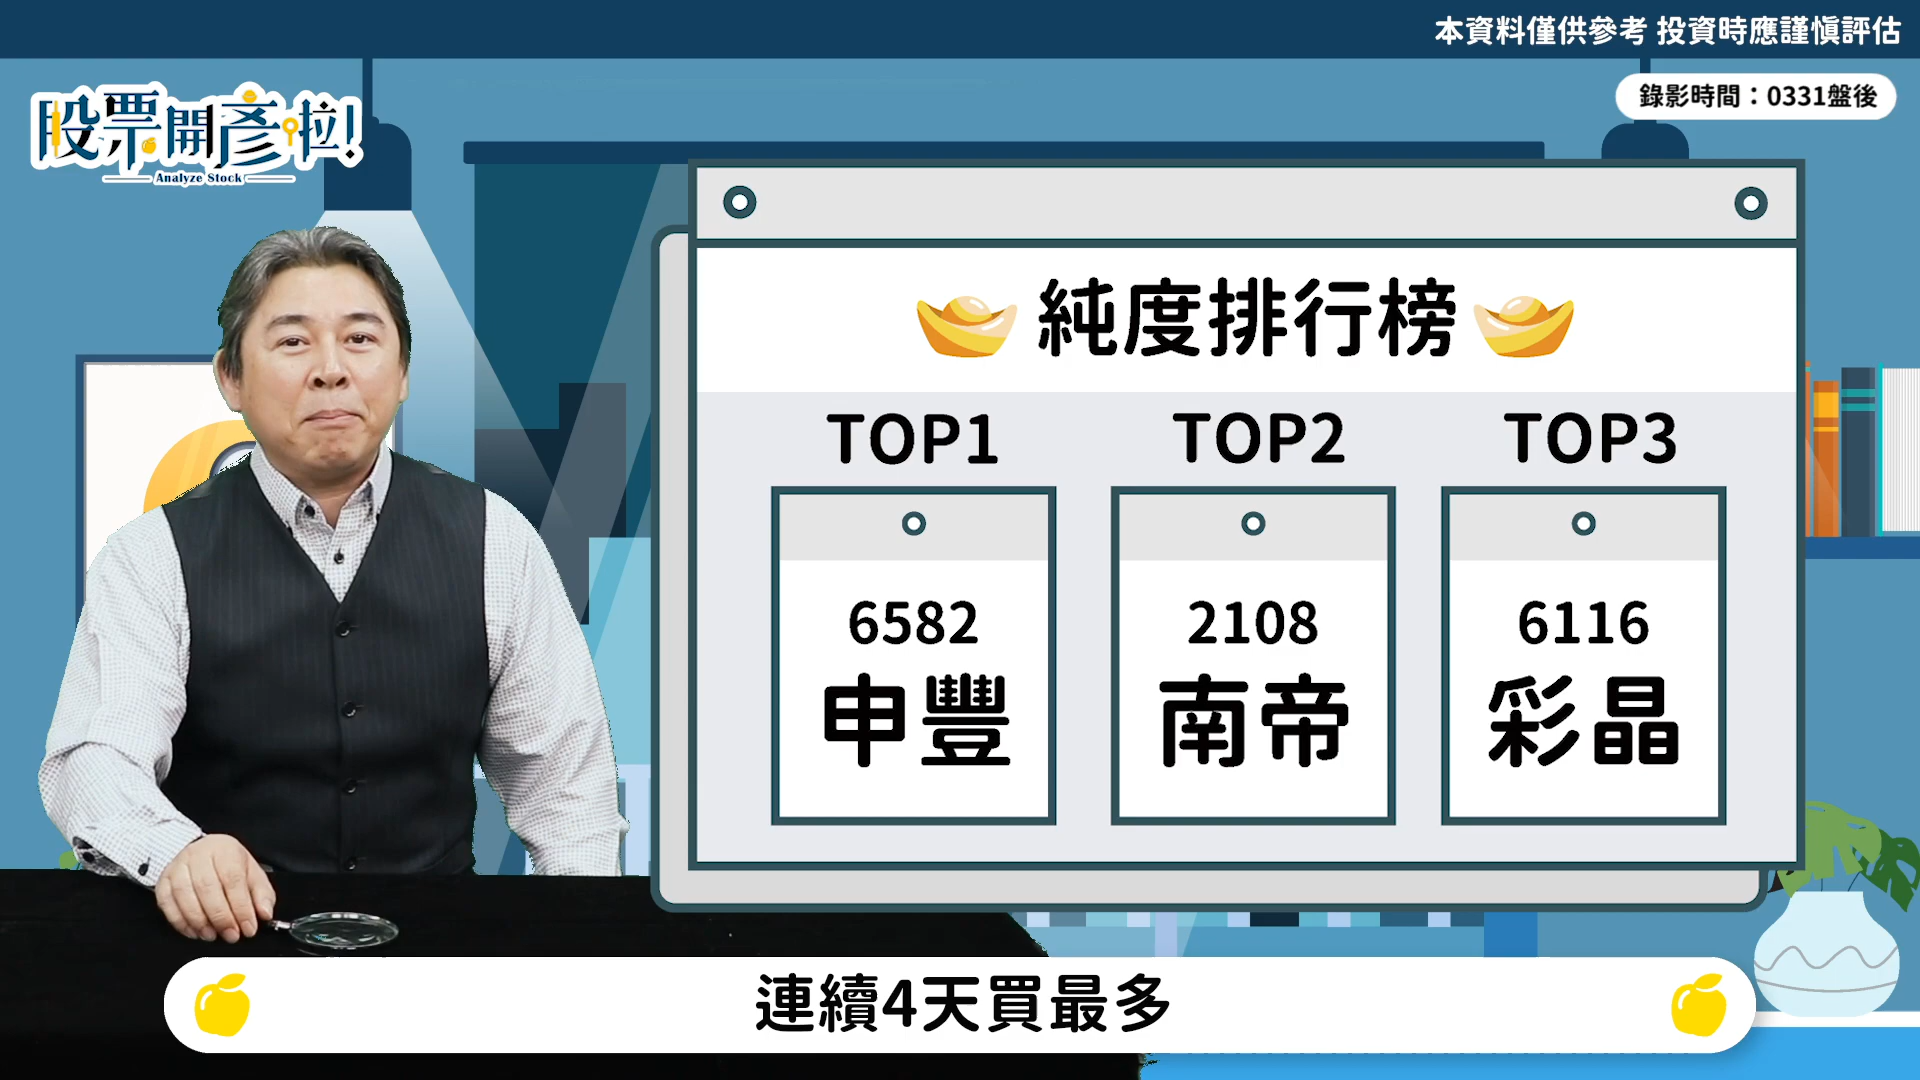 本資料僅供參考 投資時應謹慎評估
錄影時間：0331盤後
股票開彥啦!
Analyze Stock
純度排行榜
TOP1
TOP2
TOP3
6582
申豐
2108
南帝
6116
彩晶
連續4天買最多